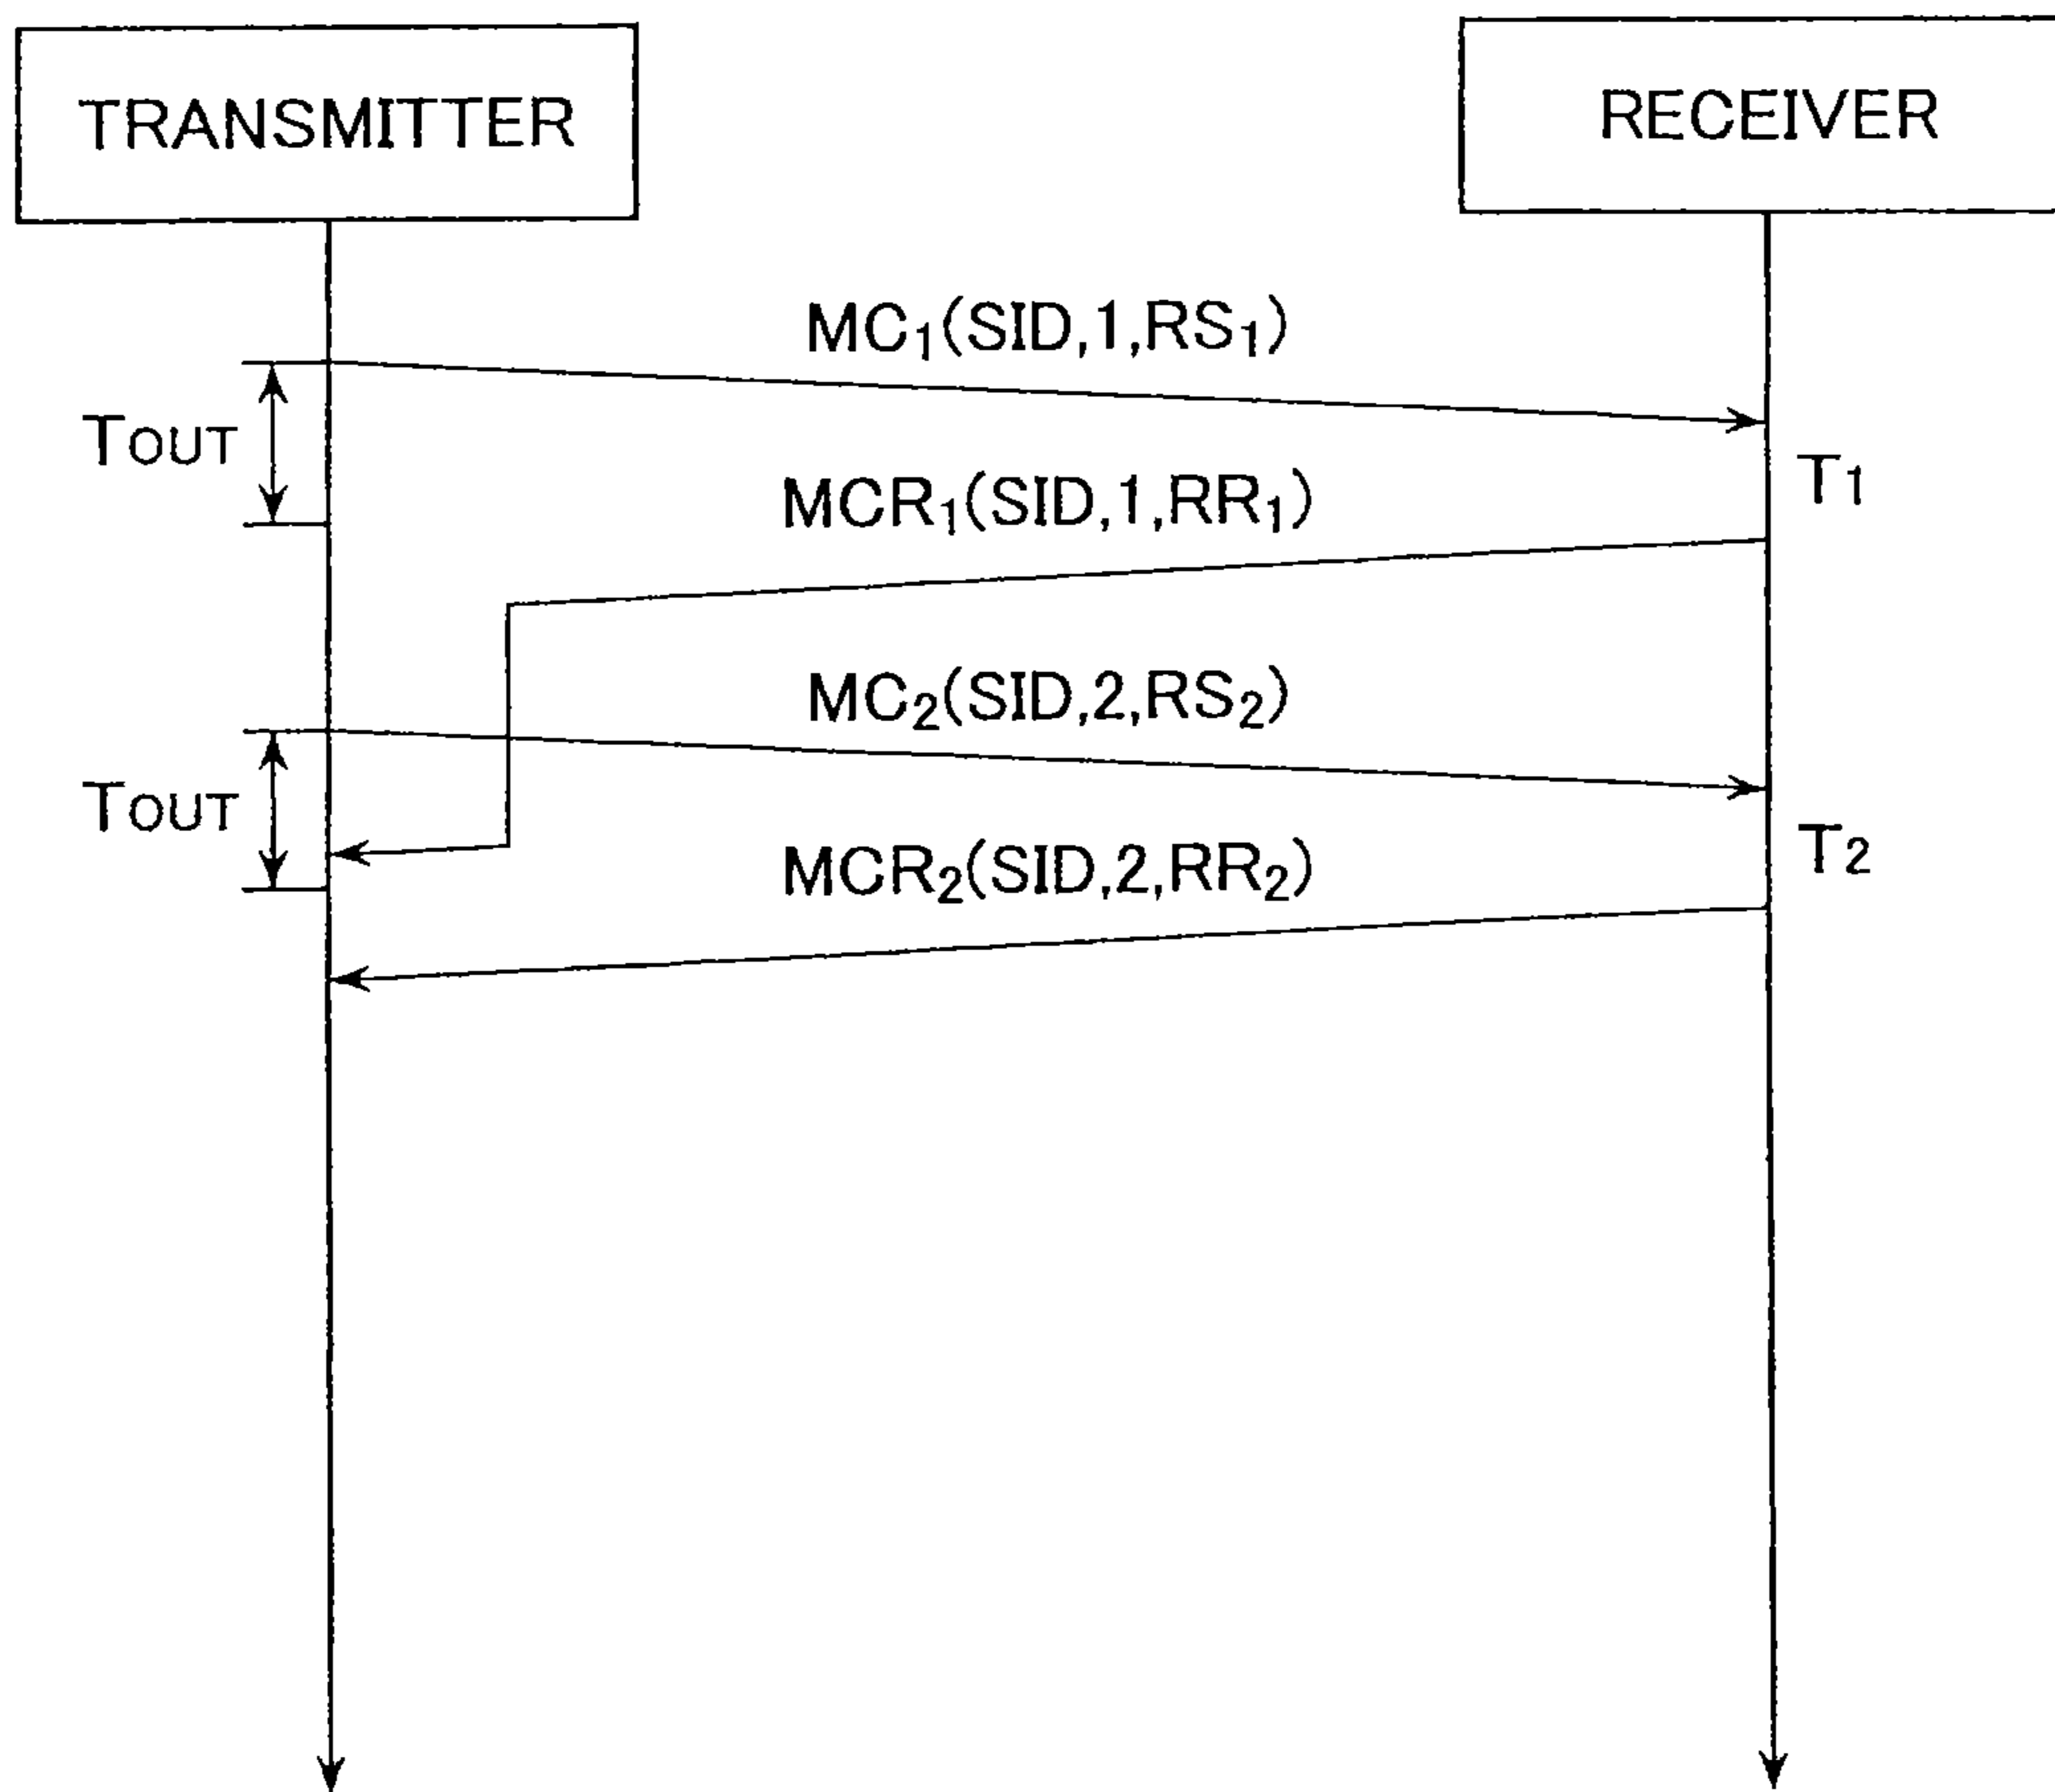 TRANSMITTER
RECEIVER
MC₁(SID,1,RS₁)
TOUT
T₁
MCR₁(SID,1,RR₁)
MC₂(SID,2,RS₂)
TOUT
T₂
MCR₂(SID,2,RR₂)